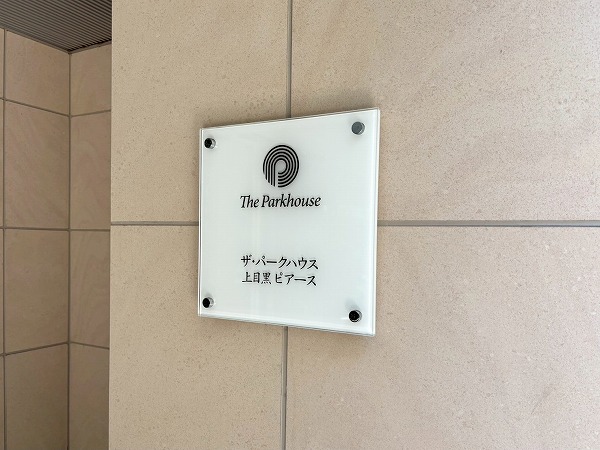 The Parkhouse
ザ・パークハウス
上目黒 ピアース